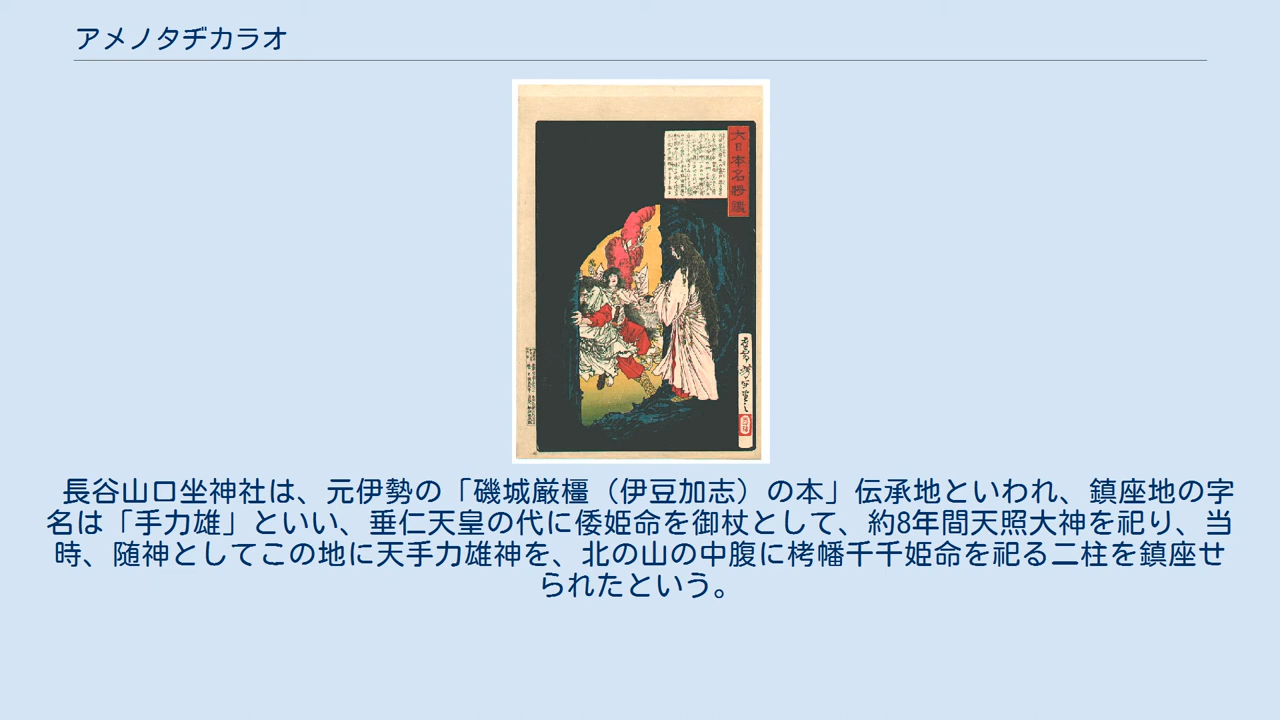 アメノタヂカラオ
大日本名勝鑑
長谷山口坐神社は、元伊勢の「磯城厳橿（伊豆加志）の本」伝承地といわれ、鎮座地の字
名は「手力雄」といい、垂仁天皇の代に倭姫命を御杖として、約8年間天照大神を祀り、当
時、随神としてこの地に天手力雄神を、北の山の中腹に栲幡千千姫命を祀る二柱を鎮座せ
られたという。